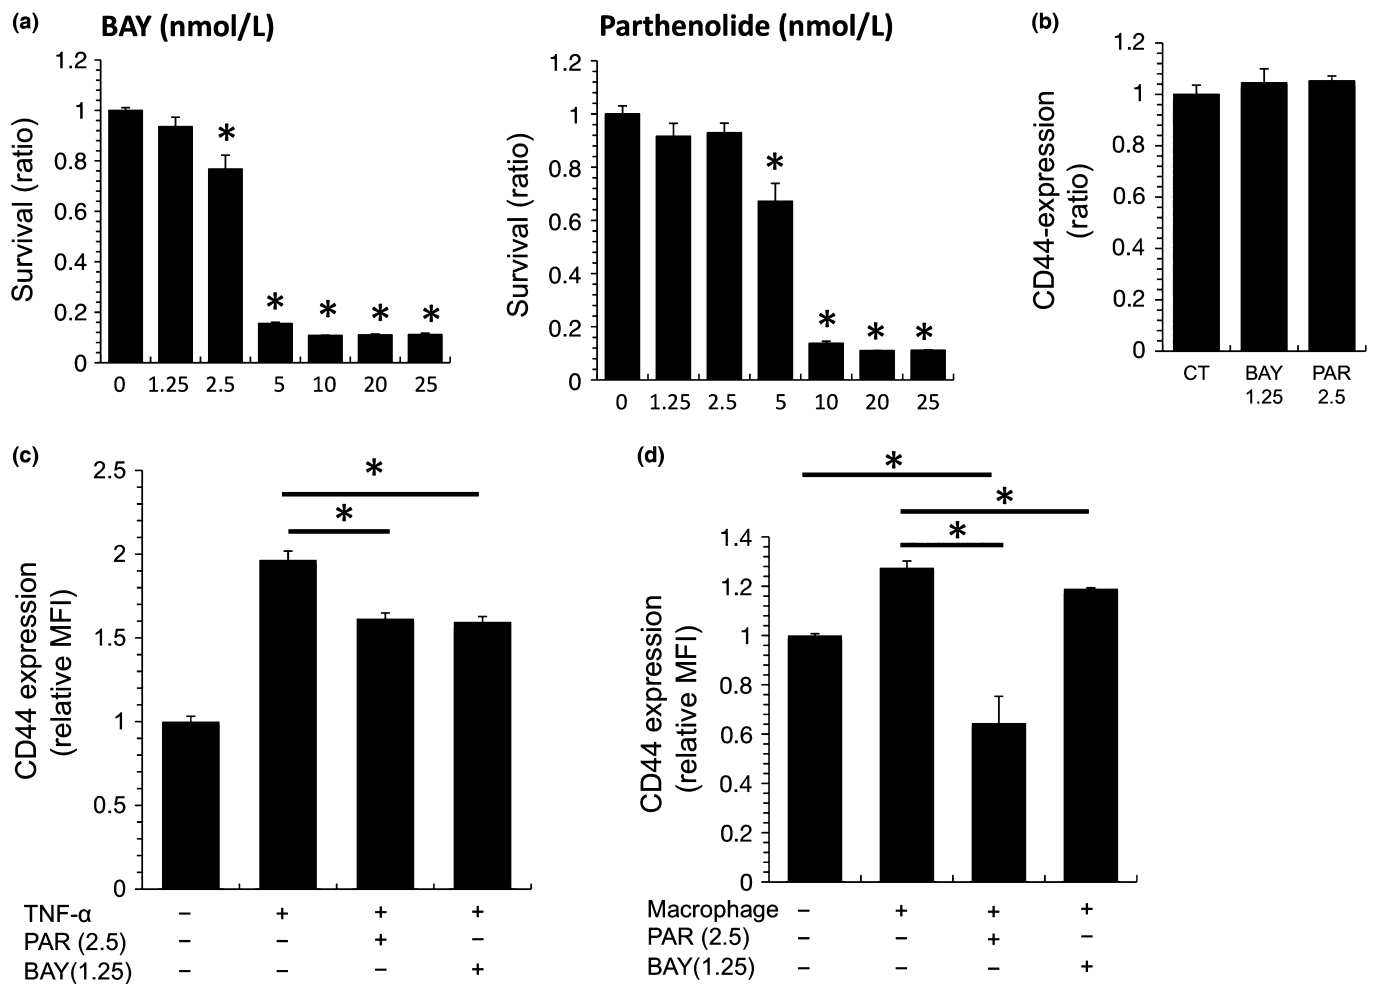 (a)
BAY (nmol/L)
Survival (ratio)
1.2
1
0.8
0.6
0.4
0.2
0
* * * * *
0 1.25 2.5 5 10 20 25
Parthenolide (nmol/L)
Survival (ratio)
1.2
1
0.8
0.6
0.4
0.2
0
* * * *
0 1.25 2.5 5 10 20 25
(b)
CD44-expression
(ratio)
1.2
1
0.8
0.6
0.4
0.2
0
CT BAY PAR
1.25 2.5
(c)
CD44 expression
(relative MFI)
2.5
2
1.5
1
0.5
0
*
*
TNF-α − + + +
PAR (2.5) − − + −
BAY(1.25) − − − +
(d)
CD44 expression
(relative MFI)
*
*
*
1.4
1.2
1
0.8
0.6
0.4
0.2
0
Macrophage − + + +
PAR (2.5) − − + −
BAY(1.25) − − − +